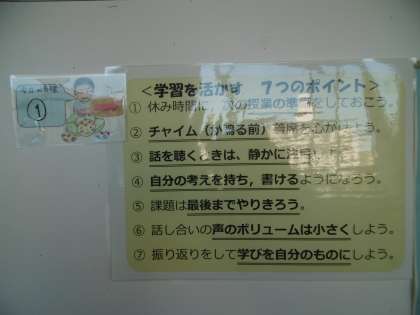 ①
<学習を活かす 7つのポイント>
① 休み時間に，次の授業の準備をしておこう。
② チャイム（が鳴る前）着席を心がけよう。
③ 話を聴くときは、静かに
④ 自分の考えを持ち，書けるようになろう。
⑤ 課題は最後までやりきろう。
⑥ 話し合いの声のボリュームは小さくしよう。
⑦ 振り返りをして学びを自分のものにしよう。